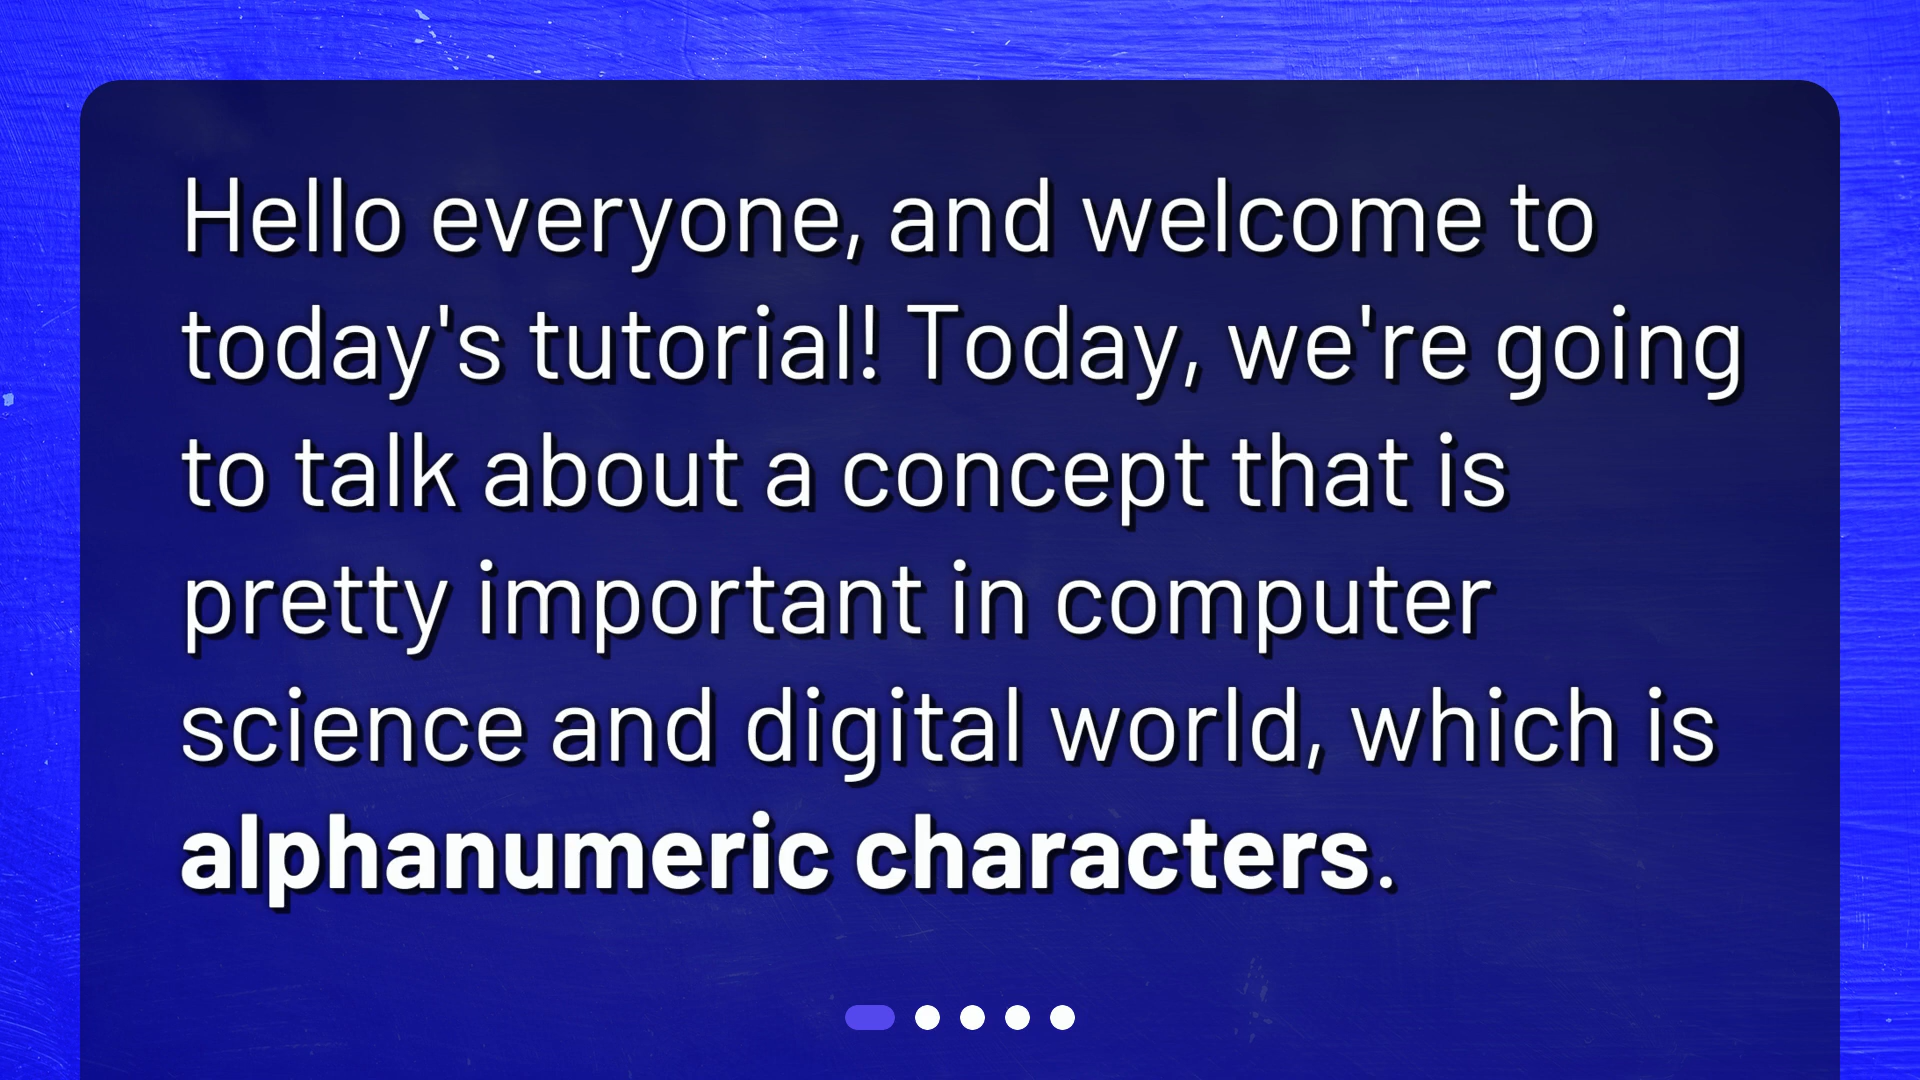 Hello everyone, and welcome to
today's tutorial! Today, we're going
to talk about a concept that is
pretty important in computer
science and digital world, which is
alphanumeric characters.